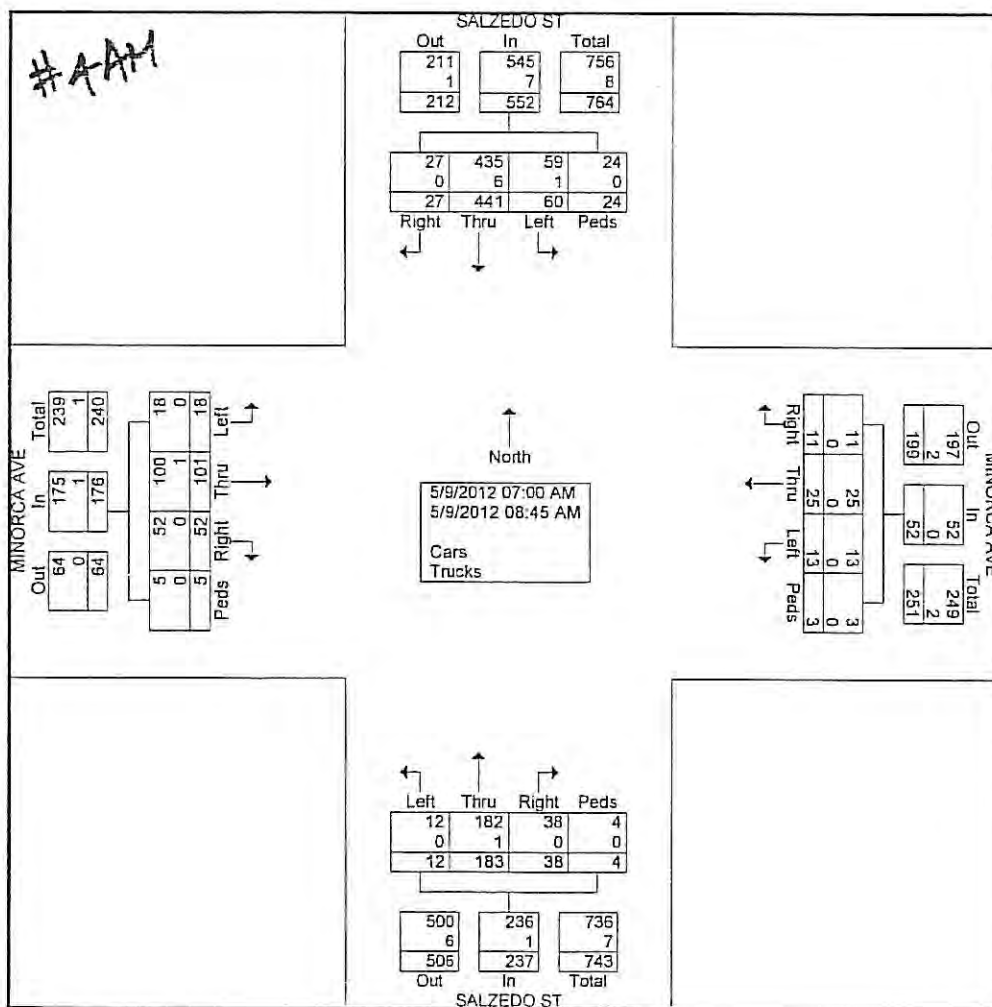 #4 AM
SALZEDO ST
Out In Total
211 545 756
1 7 8
212 552 764
27 435 59 24
0 6 1 0
27 441 60 24
Right Thru Left Peds
MINORCA AVE
Total In Out
239 175 64
1 1 0
240 176 64
Left Thru Right Peds
18 100 52 5
0 1 0 0
18 101 52 5
North
5/9/2012 07:00 AM
5/9/2012 08:45 AM
Cars
Trucks
Right Thru Left Peds
11 25 13 3
0 0 0 0
11 25 13 3
MINORCA AVE
Out In Total
197 52 249
2 0 2
199 52 251
Left Thru Right Peds
12 182 38 4
0 1 0 0
12 183 38 4
500 236 736
6 1 7
506 237 743
Out In Total
SALZEDO ST